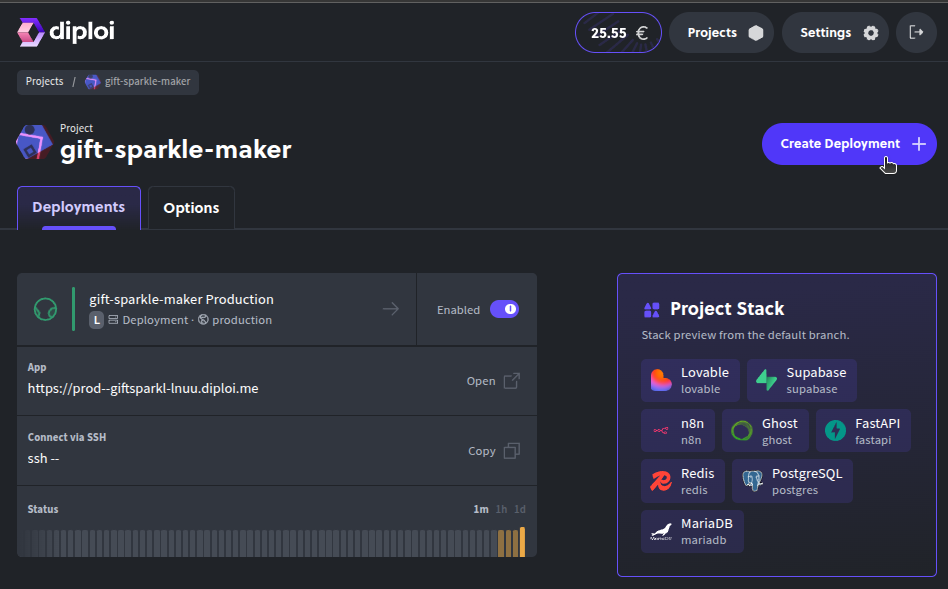 diploi
25.55 €
Projects
Settings
Projects / gift-sparkle-maker
Project
gift-sparkle-maker
Create Deployment +
Deployments
Options
gift-sparkle-maker Production
L Deployment · production
Enabled
App
https://prod--giftsparkl-lnuu.diploi.me
Open
Connect via SSH
ssh --
Copy
Status
1m 1h 1d
Project Stack
Stack preview from the default branch.
Lovable
lovable
Supabase
supabase
n8n
n8n
Ghost
ghost
FastAPI
fastapi
Redis
redis
PostgreSQL
postgres
MariaDB
mariadb